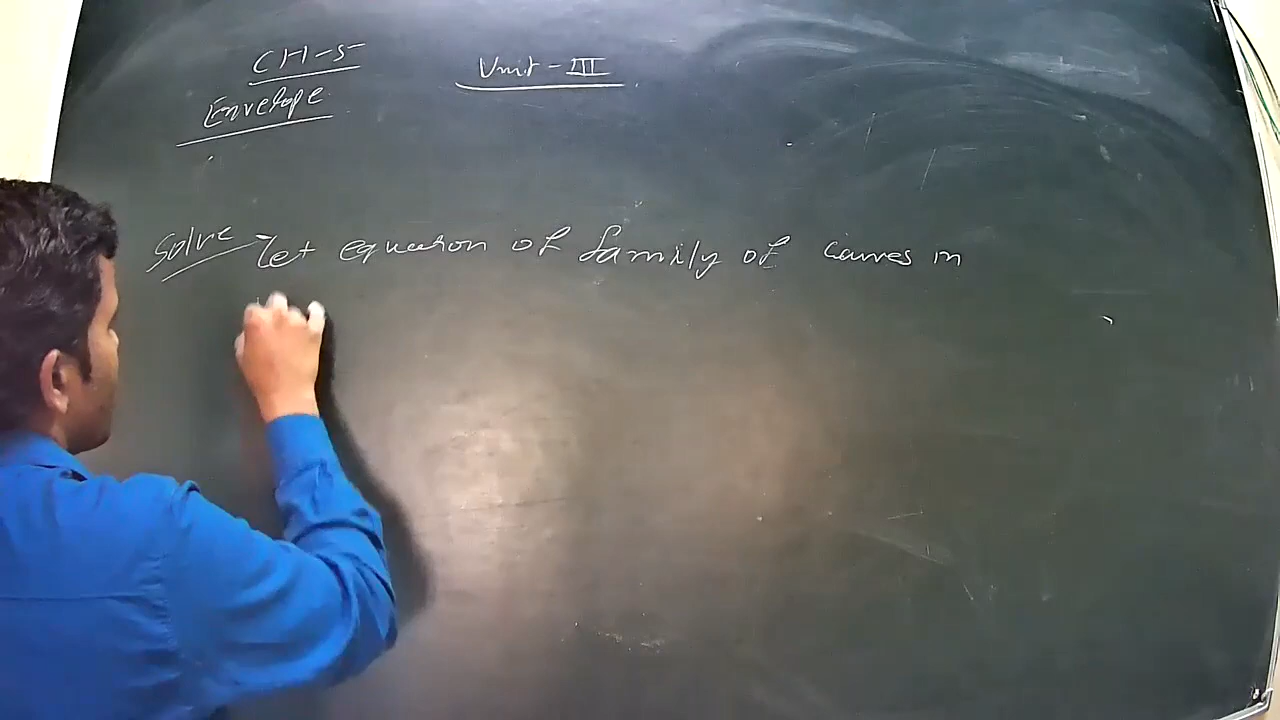 CH-5
Unit - III
Envelope
Solve Let equation of family of curves in